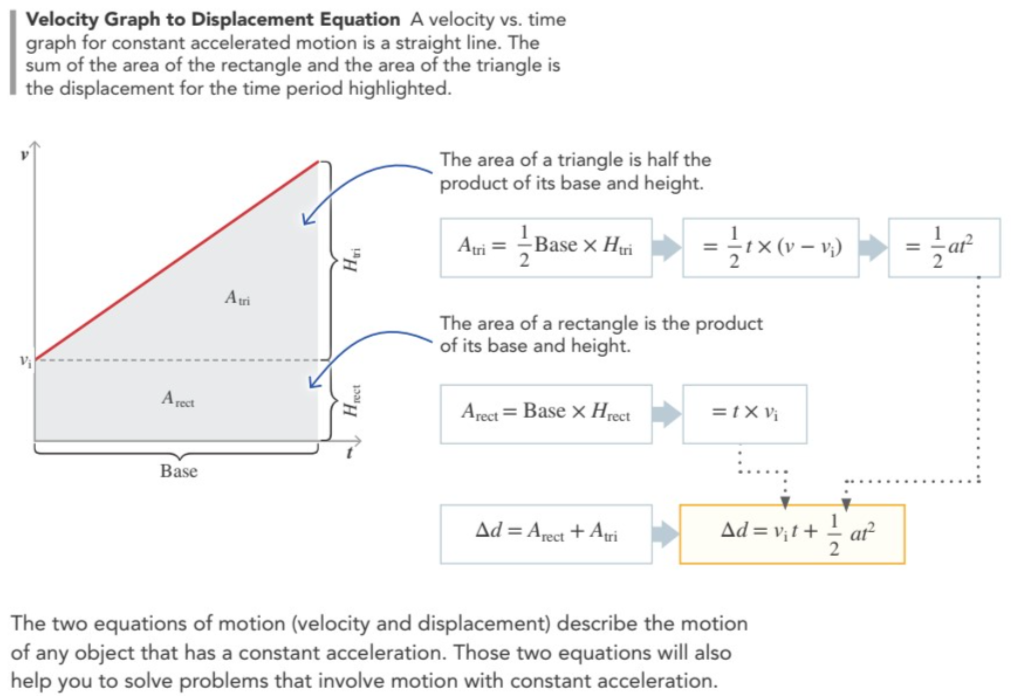 Velocity Graph to Displacement Equation A velocity vs. time
graph for constant accelerated motion is a straight line. The
sum of the area of the rectangle and the area of the triangle is
the displacement for the time period highlighted.
v
vᵢ
A_tri
A_rect
H_tri
H_rect
t
Base
The area of a triangle is half the
product of its base and height.
A_tri = 1/2 Base × H_tri
= 1/2 t × (v − vᵢ)
= 1/2 at²
The area of a rectangle is the product
of its base and height.
A_rect = Base × H_rect
= t × vᵢ
Δd = A_rect + A_tri
Δd = vᵢt + 1/2 at²
The two equations of motion (velocity and displacement) describe the motion
of any object that has a constant acceleration. Those two equations will also
help you to solve problems that involve motion with constant acceleration.